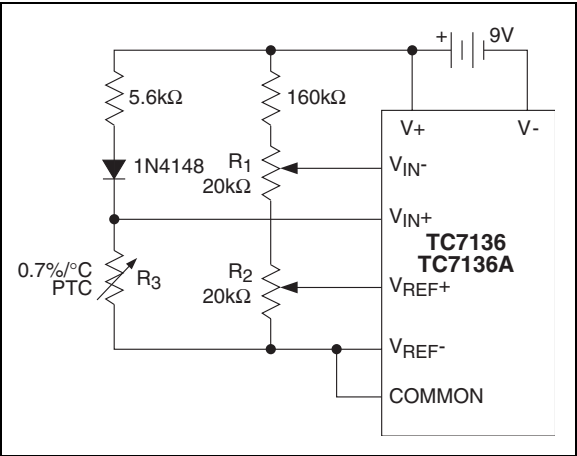 + 9V
5.6kΩ
160kΩ
V+ V-
1N4148
R1
20kΩ
VIN-
VIN+
TC7136
TC7136A
0.7%/°C
PTC
R3
R2
20kΩ
VREF+
VREF-
COMMON